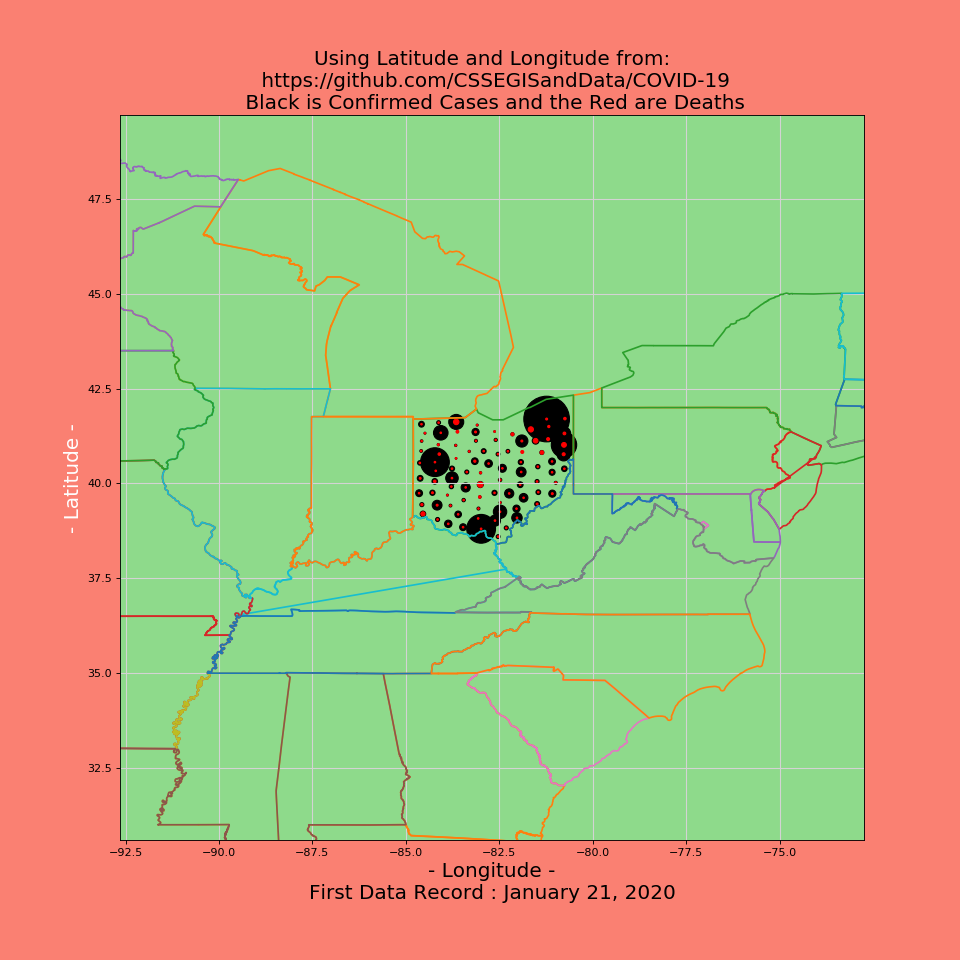 Using Latitude and Longitude from:
https://github.com/CSSEGISandData/COVID-19
Black is Confirmed Cases and the Red are Deaths
47.5
45.0
42.5
40.0
37.5
35.0
32.5
- Latitude -
−92.5 −90.0 −87.5 −85.0 −82.5 −80.0 −77.5 −75.0
- Longitude -
First Data Record : January 21, 2020